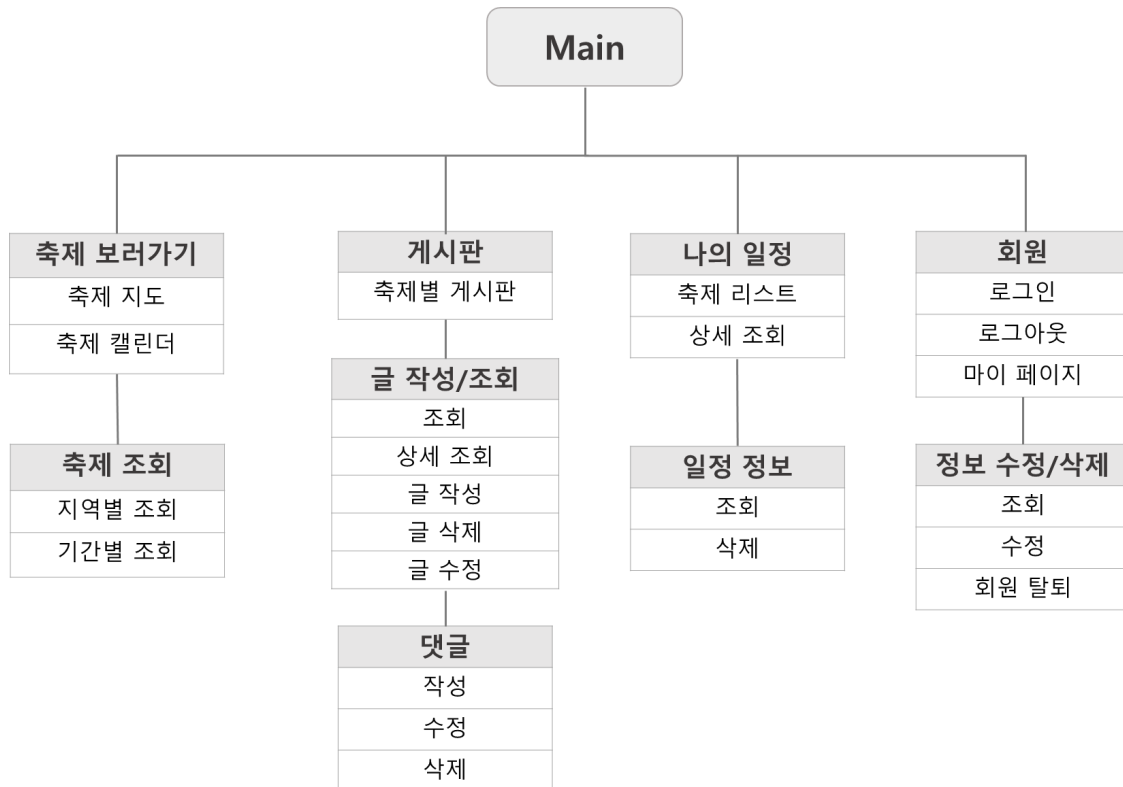 Main
축제 보러가기
축제 지도
축제 캘린더
축제 조회
지역별 조회
기간별 조회
게시판
축제별 게시판
글 작성/조회
조회
상세 조회
글 작성
글 삭제
글 수정
댓글
작성
수정
삭제
나의 일정
축제 리스트
상세 조회
일정 정보
조회
삭제
회원
로그인
로그아웃
마이 페이지
정보 수정/삭제
조회
수정
회원 탈퇴